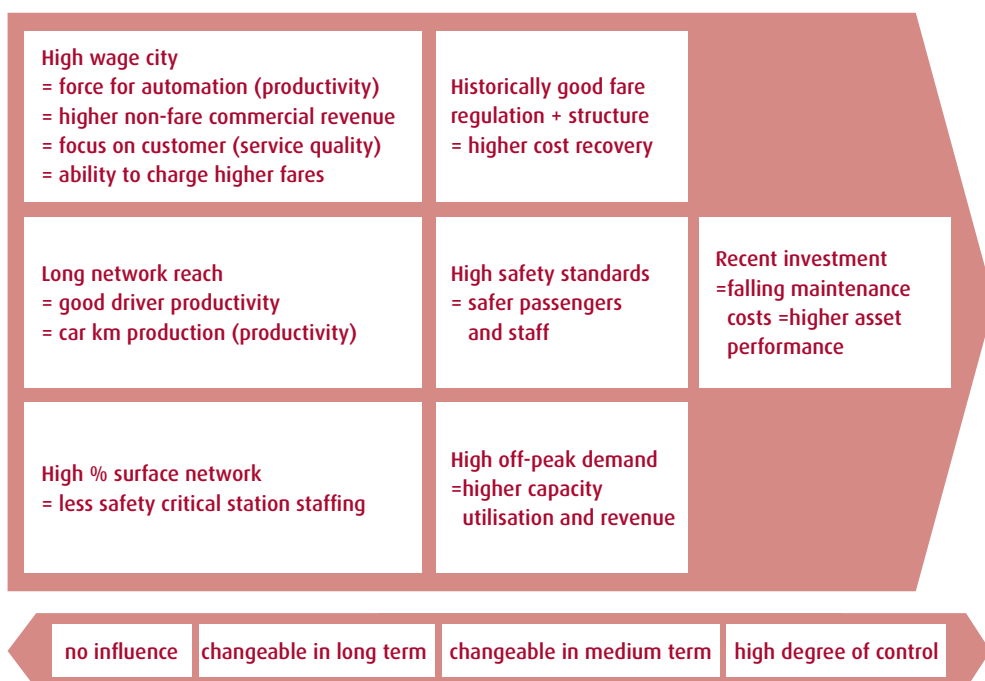 High wage city
= force for automation (productivity)
= higher non-fare commercial revenue
= focus on customer (service quality)
= ability to charge higher fares
Historically good fare
regulation + structure
= higher cost recovery
Long network reach
= good driver productivity
= car km production (productivity)
High safety standards
= safer passengers
and staff
Recent investment
=falling maintenance
costs =higher asset
performance
High % surface network
= less safety critical station staffing
High off-peak demand
=higher capacity
utilisation and revenue
no influence
changeable in long term
changeable in medium term
high degree of control